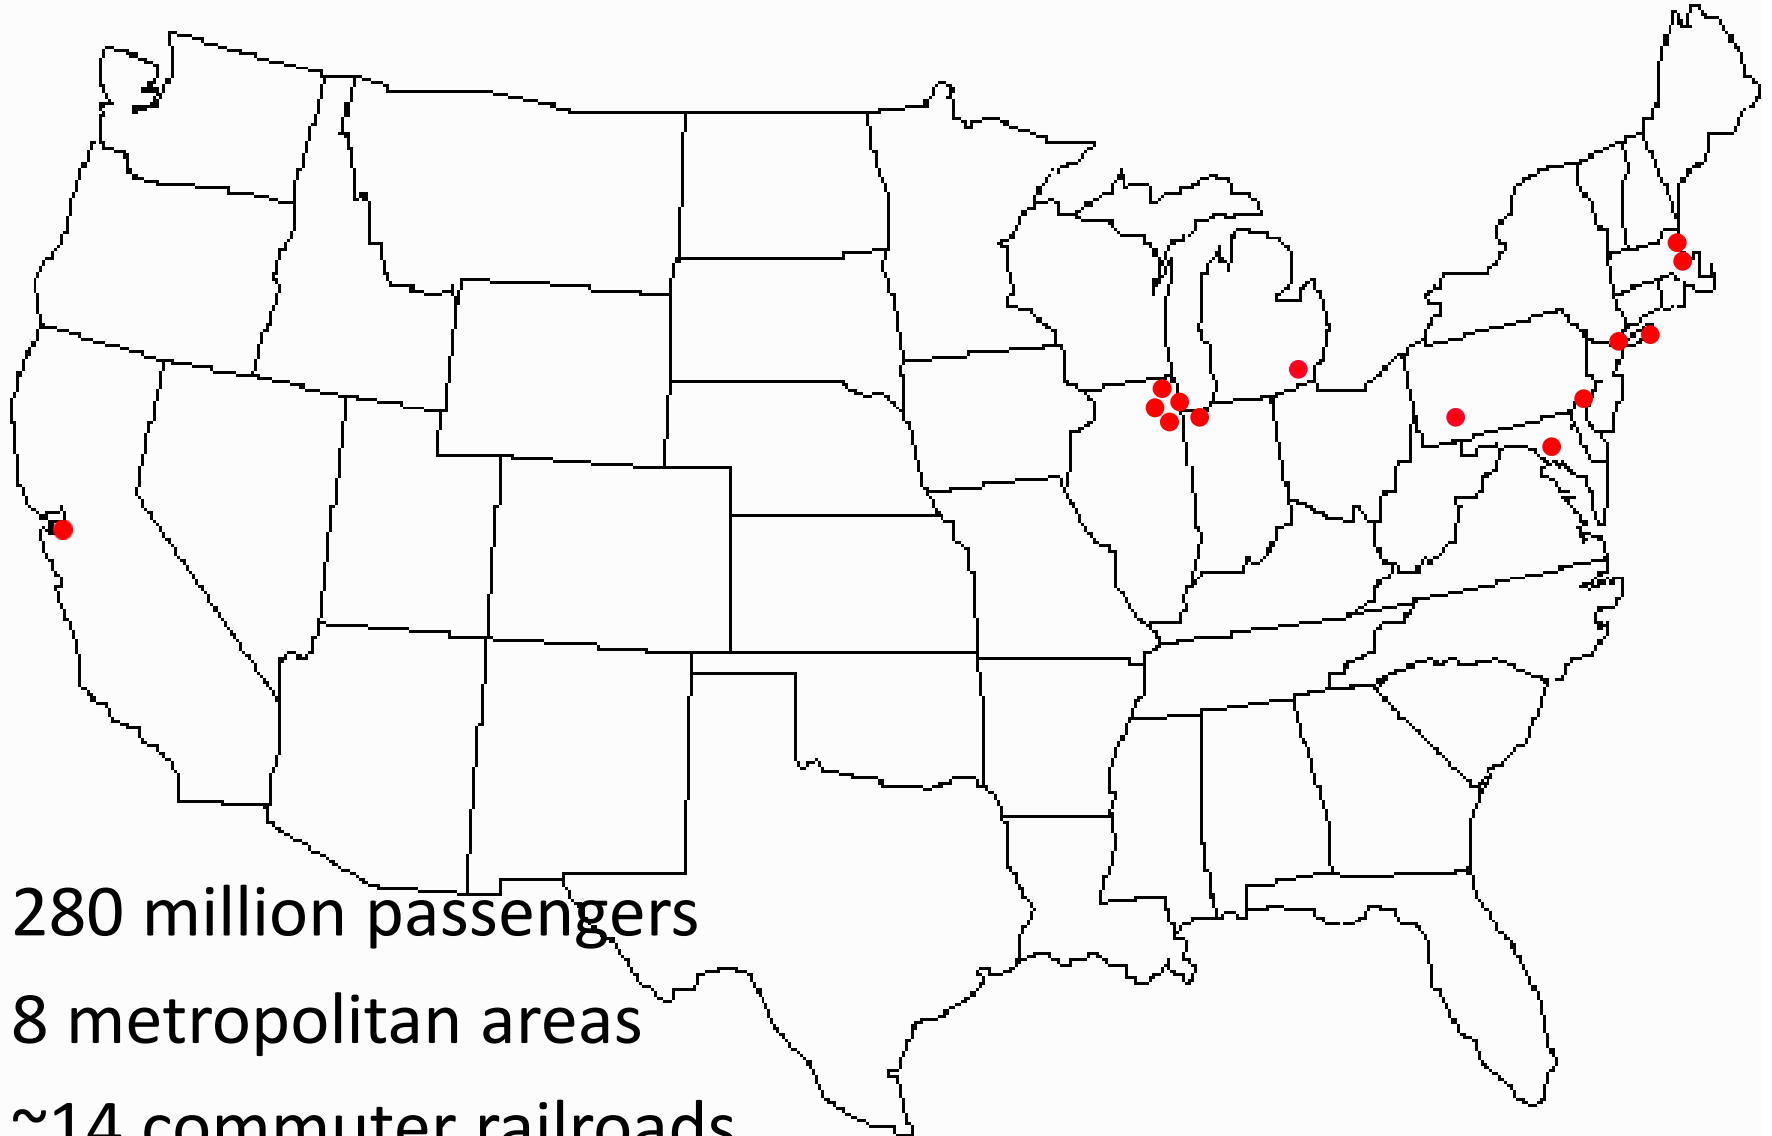 280 million passengers
8 metropolitan areas
~14 commuter railroads